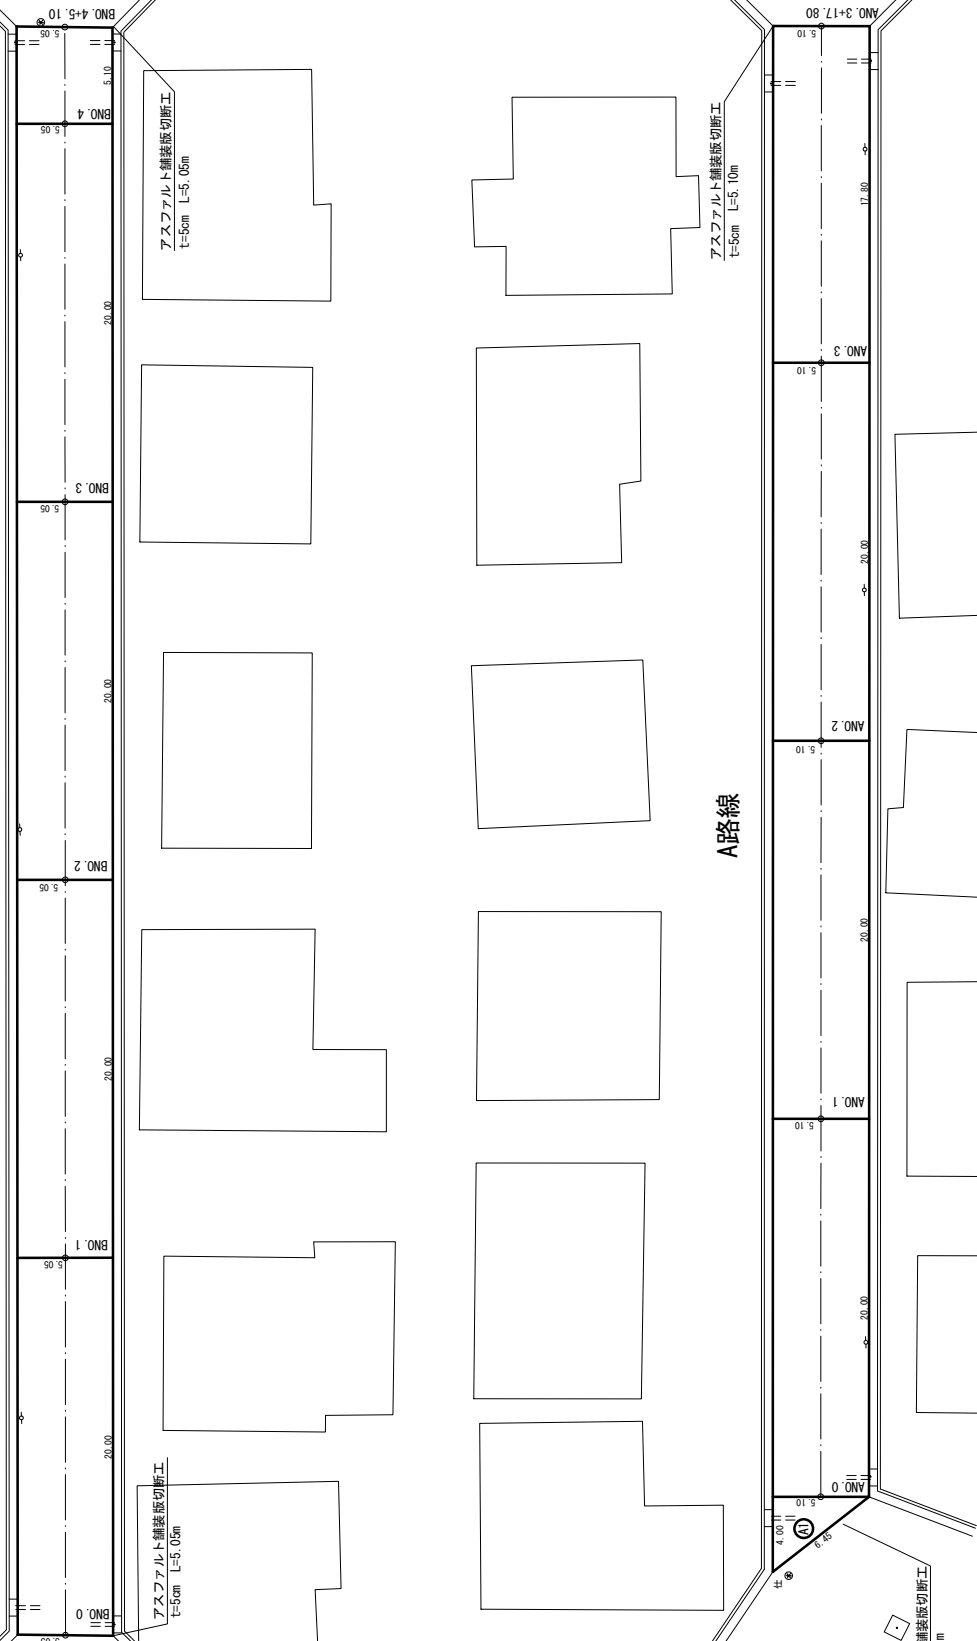 BNO.4+5.10
5.05
5.10
BNO.4
5.05
アスファルト舗装版切断工
t=5cm L=5.05m
20.00
BNO.3
5.05
20.00
BNO.2
5.05
20.00
BNO.1
5.05
20.00
アスファルト舗装版切断工
t=5cm L=5.05m
BNO.0
5.05
ANO.3+17.80
5.10
アスファルト舗装版切断工
t=5cm L=5.10m
17.80
ANO.3
5.10
20.00
ANO.2
5.10
A路線
20.00
ANO.1
5.10
20.00
ANO.0
5.10
4.00
A1
6.45
仕
舗装版切断工
m